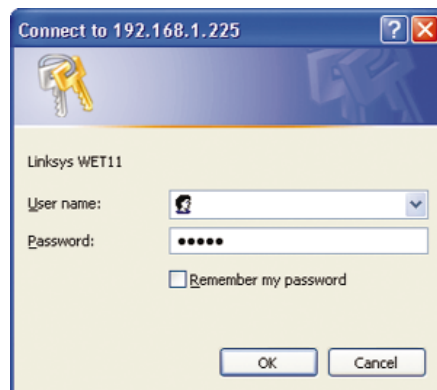 Connect to 192.168.1.225
Linksys WET11
User name:
Password:
•••••
Remember my password
OK
Cancel